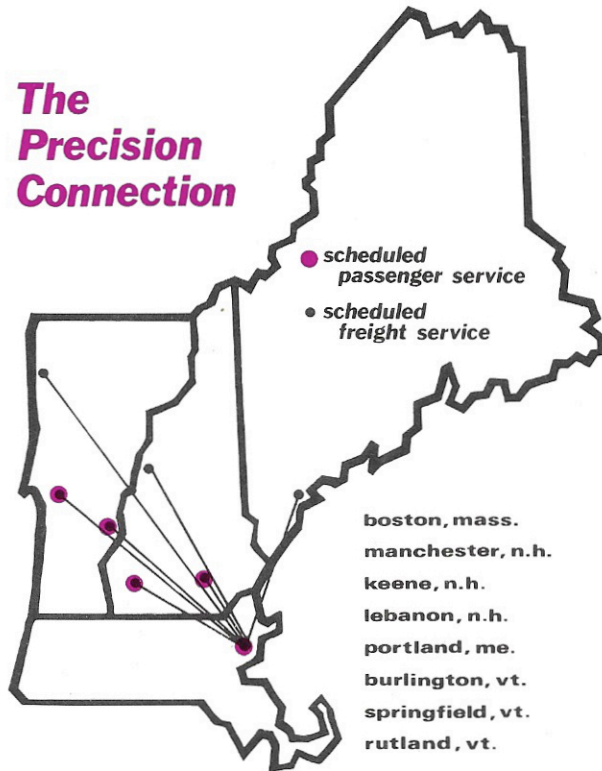 The
Precision
Connection
scheduled
passenger service
scheduled
freight service
boston, mass.
manchester, n.h.
keene, n.h.
lebanon, n.h.
portland, me.
burlington, vt.
springfield, vt.
rutland, vt.